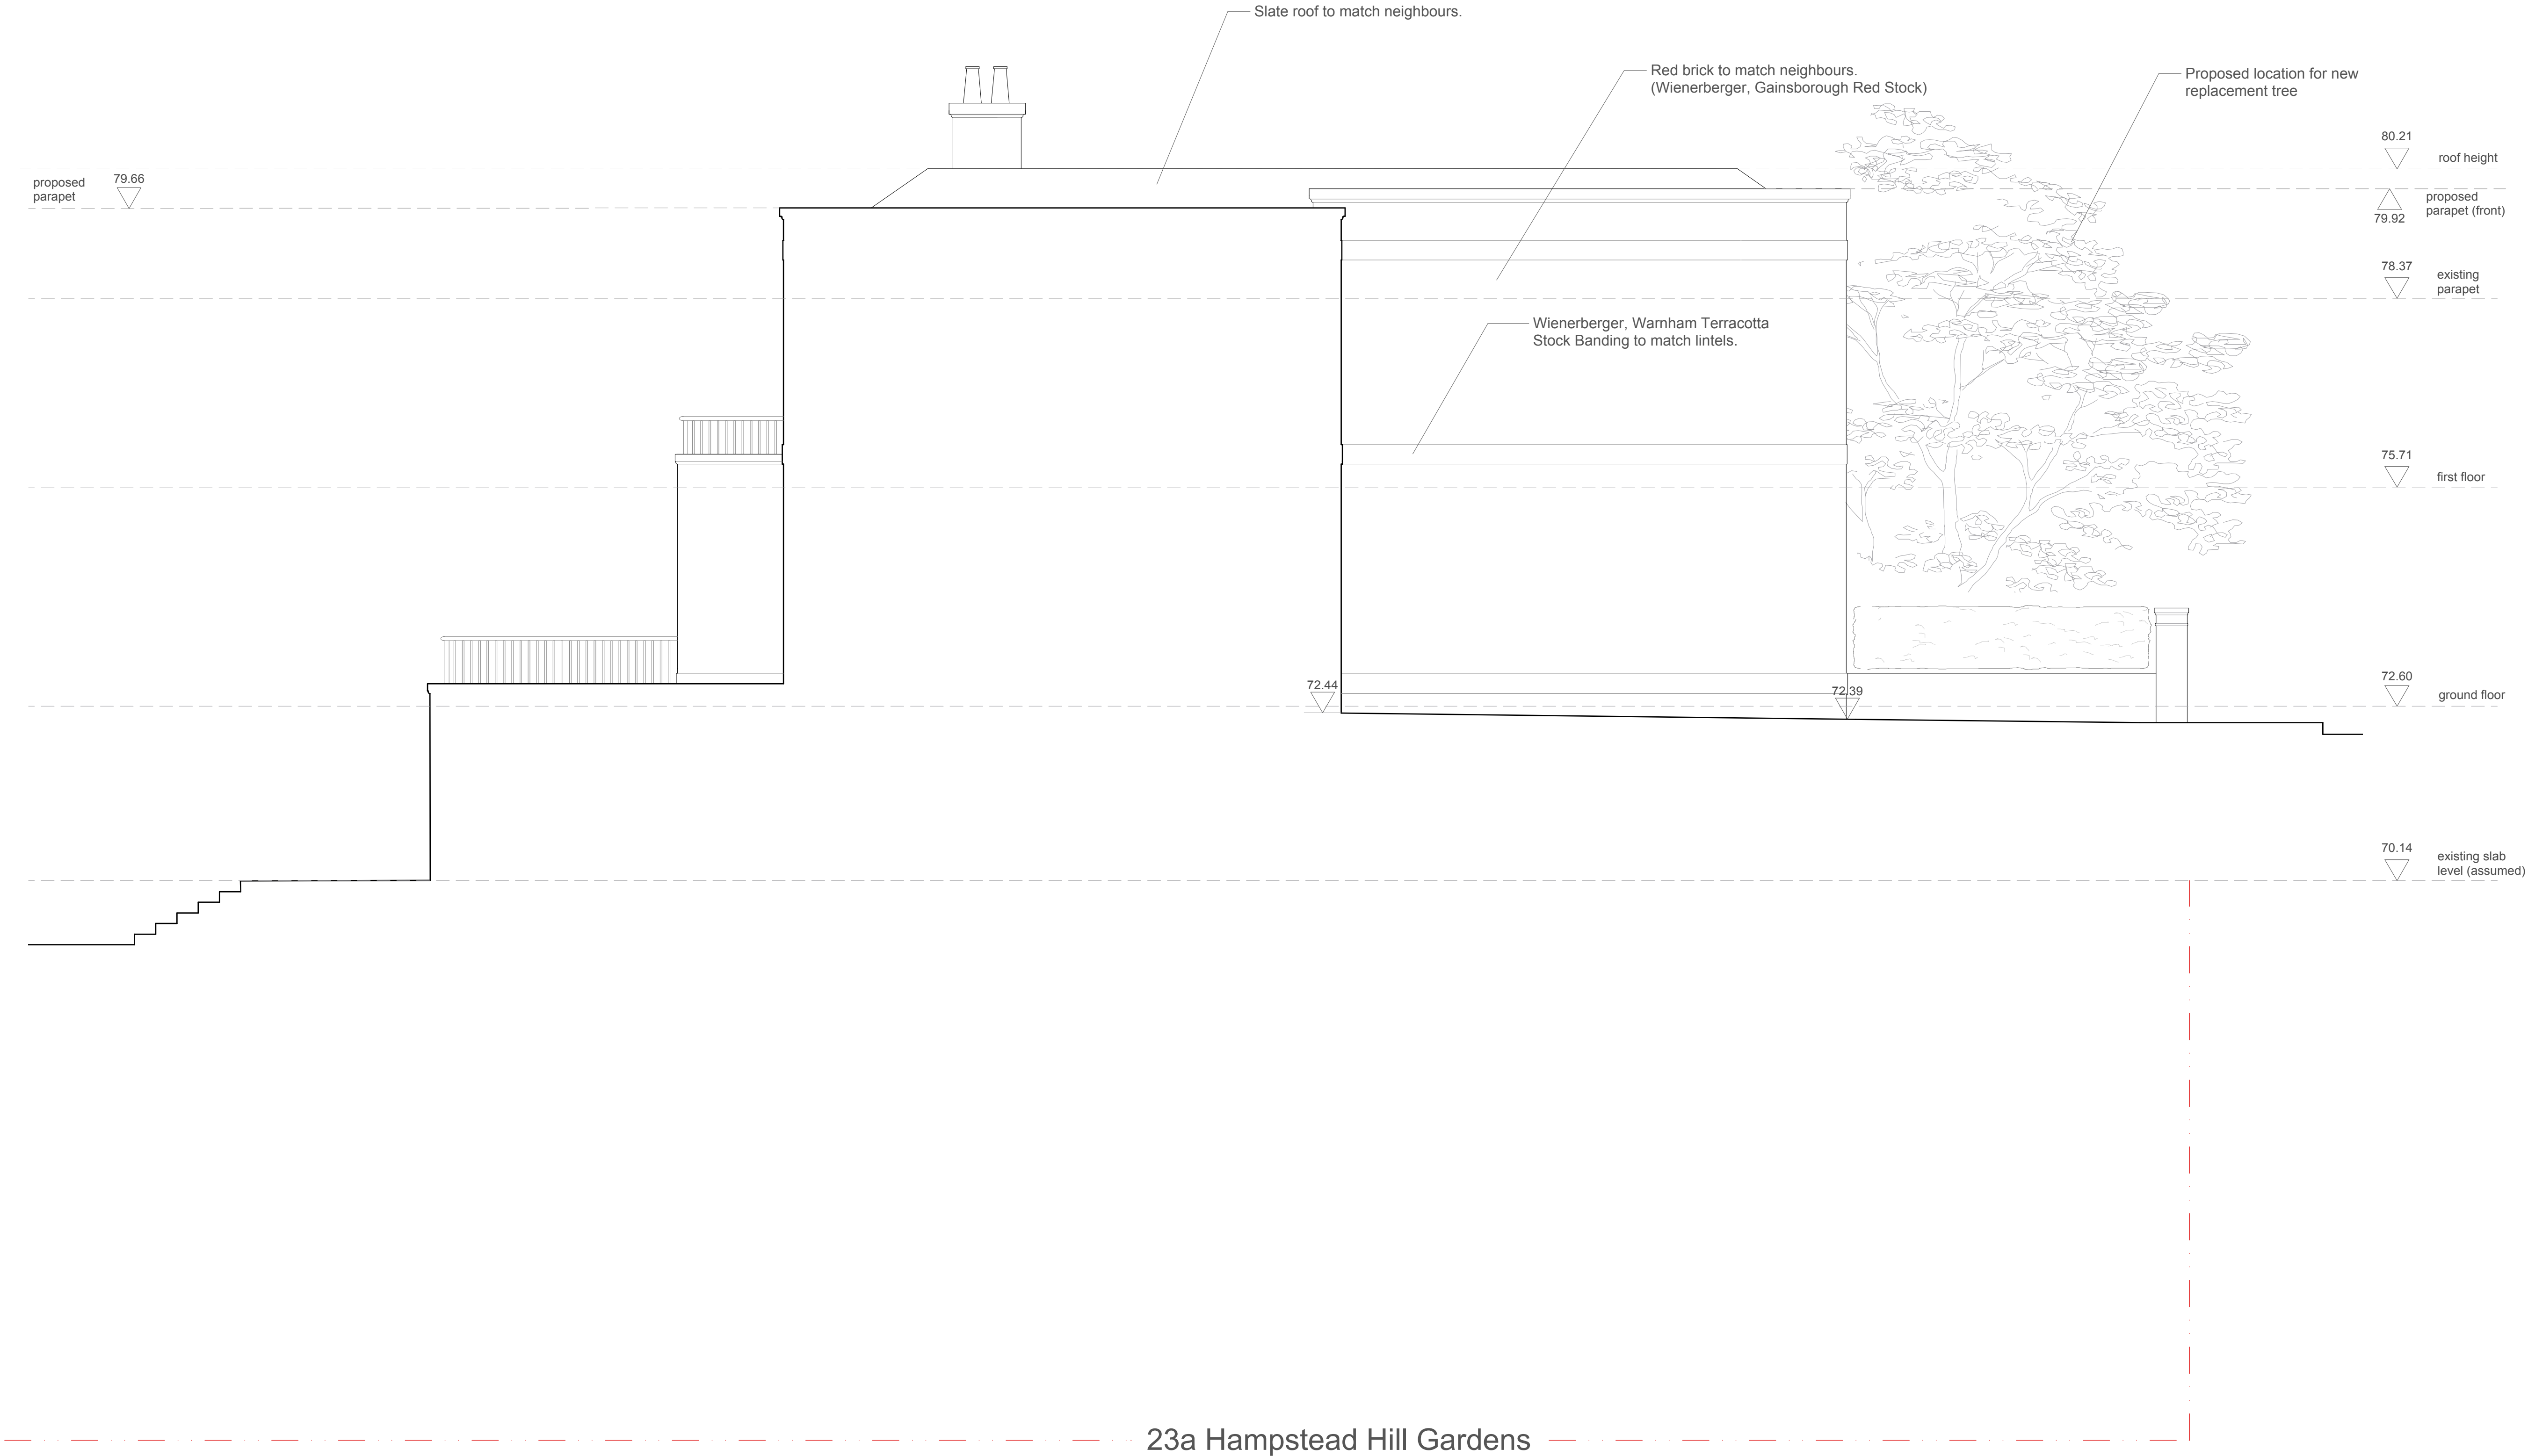 Slate roof to match neighbours.
Red brick to match neighbours.
(Wienerberger, Gainsborough Red Stock)
Proposed location for new
replacement tree
80.21
roof height
proposed
parapet
79.66
proposed
parapet (front)
79.92
78.37
existing
parapet
Wienerberger, Warnham Terracotta
Stock Banding to match lintels.
75.71
first floor
72.44
72.39
72.60
ground floor
70.14
existing slab
level (assumed)
23a Hampstead Hill Gardens